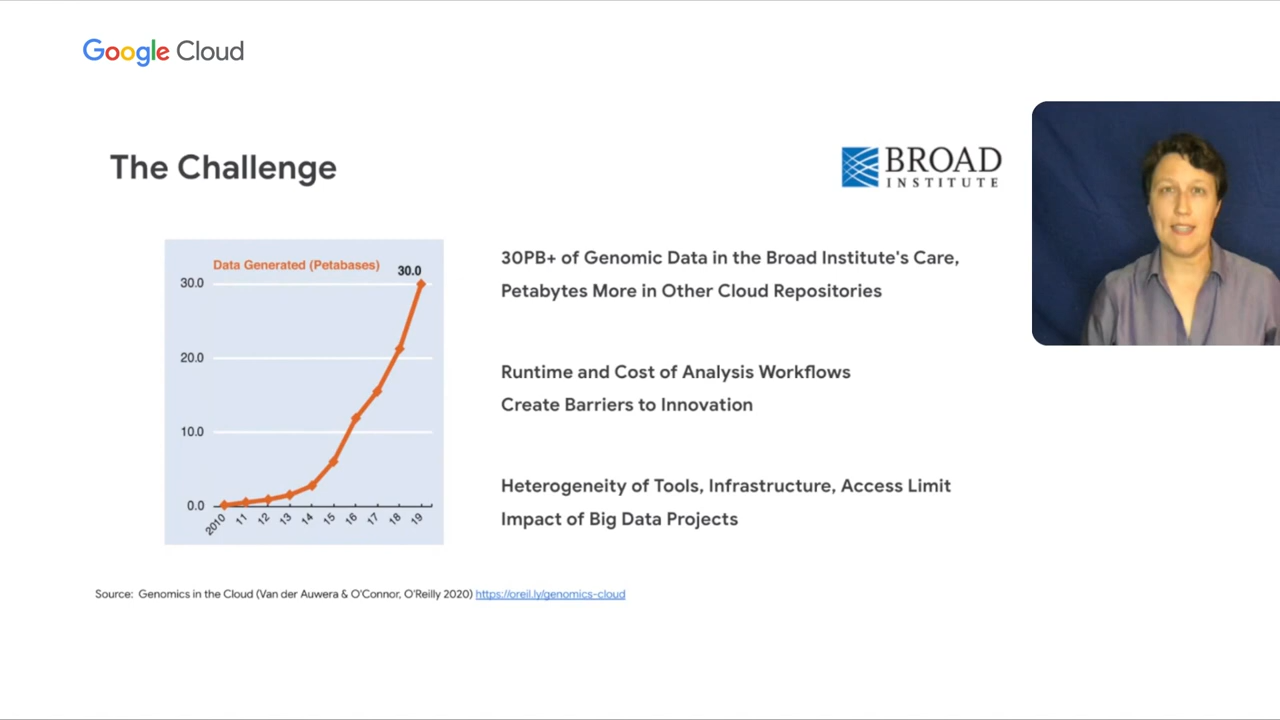 Google Cloud
The Challenge
BROAD
INSTITUTE
Data Generated (Petabases)
30.0
30.0
20.0
10.0
0.0
2010 11 12 13 14 15 16 17 18 19
30PB+ of Genomic Data in the Broad Institute's Care,
Petabytes More in Other Cloud Repositories
Runtime and Cost of Analysis Workflows
Create Barriers to Innovation
Heterogeneity of Tools, Infrastructure, Access Limit
Impact of Big Data Projects
Source: Genomics in the Cloud (Van der Auwera & O'Connor, O'Reilly 2020) https://oreil.ly/genomics-cloud